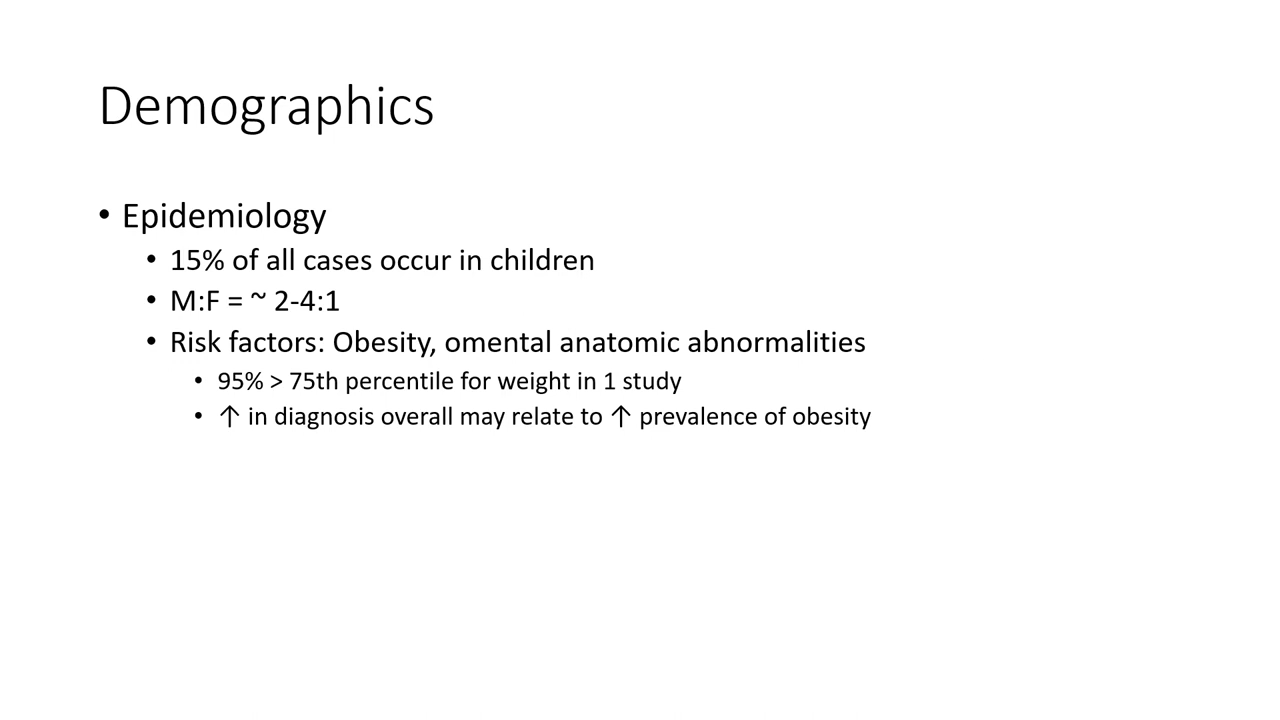 Demographics
• Epidemiology
• 15% of all cases occur in children
• M:F = ~ 2-4:1
• Risk factors: Obesity, omental anatomic abnormalities
• 95% > 75th percentile for weight in 1 study
• ↑ in diagnosis overall may relate to ↑ prevalence of obesity